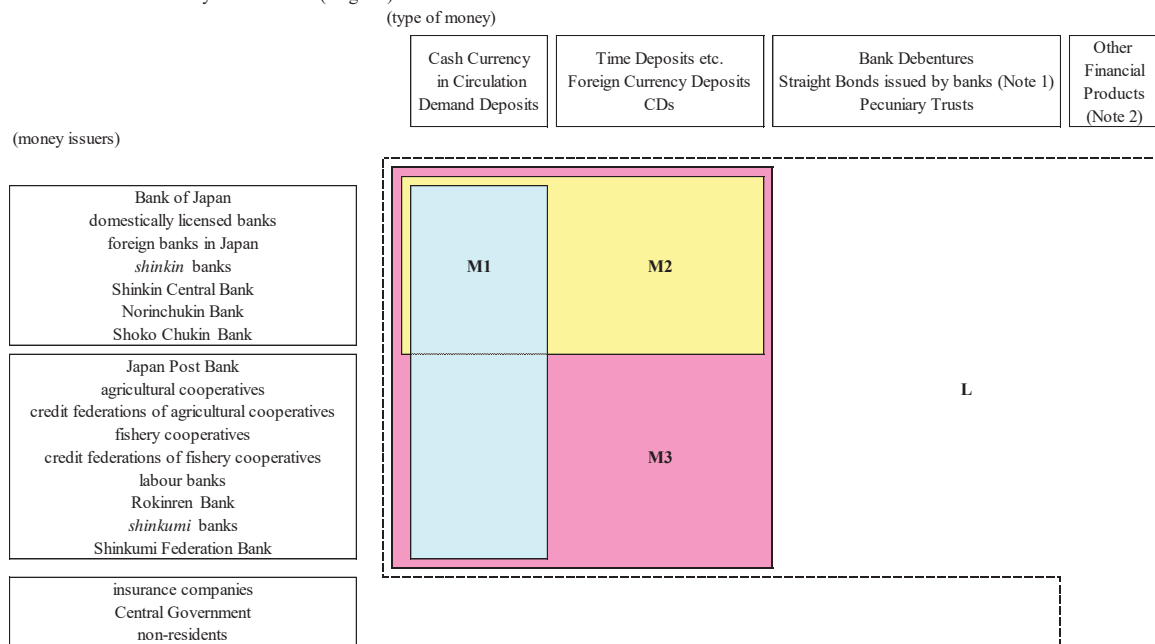 (type of money)
Cash Currency
in Circulation
Demand Deposits
Time Deposits etc.
Foreign Currency Deposits
CDs
Bank Debentures
Straight Bonds issued by banks (Note 1)
Pecuniary Trusts
Other
Financial
Products
(Note 2)
(money issuers)
Bank of Japan
domestically licensed banks
foreign banks in Japan
shinkin banks
Shinkin Central Bank
Norinchukin Bank
Shoko Chukin Bank
M1
M2
Japan Post Bank
agricultural cooperatives
credit federations of agricultural cooperatives
fishery cooperatives
credit federations of fishery cooperatives
labour banks
Rokinren Bank
shinkumi banks
Shinkumi Federation Bank
M3
L
insurance companies
Central Government
non-residents